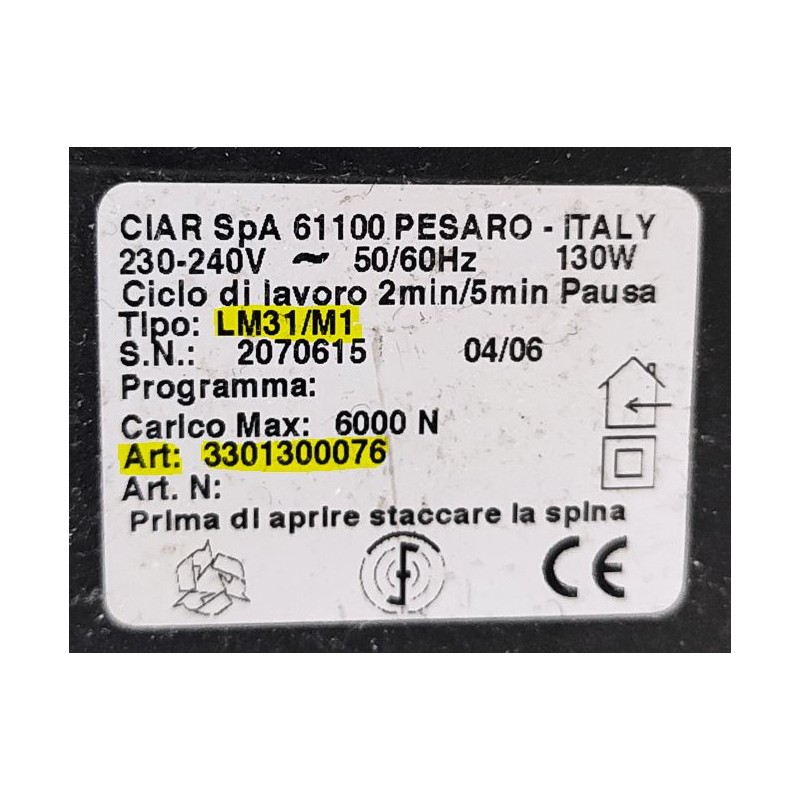 CIAR SpA 61100 PESARO - ITALY
230-240V ~ 50/60Hz 130W
Ciclo di lavoro 2min/5min Pausa
Tipo: LM31/M1
S.N.: 2070615 04/06
Programma:
Carico Max: 6000 N
Art: 3301300076
Art. N:
Prima di aprire staccare la spina
CE